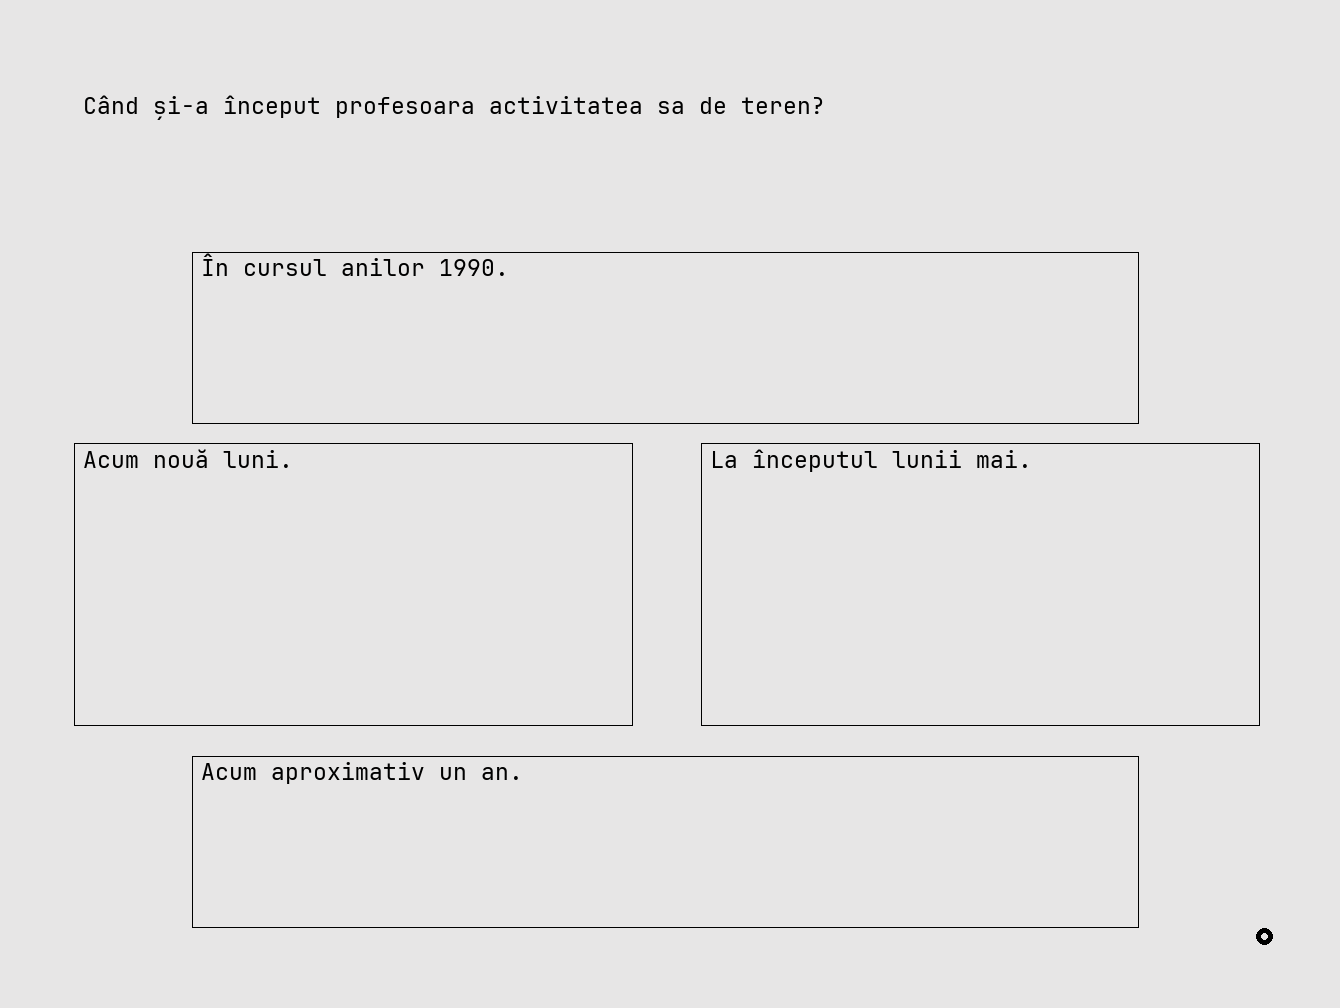 Când și-a început profesoara activitatea sa de teren?
În cursul anilor 1990.
Acum nouă luni.
La începutul lunii mai.
Acum aproximativ un an.